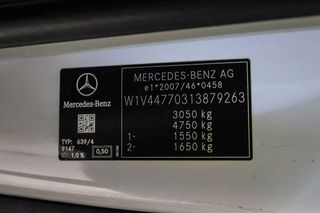 MERCEDES-BENZ AG
e1*2007/46*0458
W1V44770313879263
3050 kg
4750 kg
1- 1550 kg
2- 1650 kg
Mercedes-Benz
TYP: 639/4
9147
1.0 % 0,50